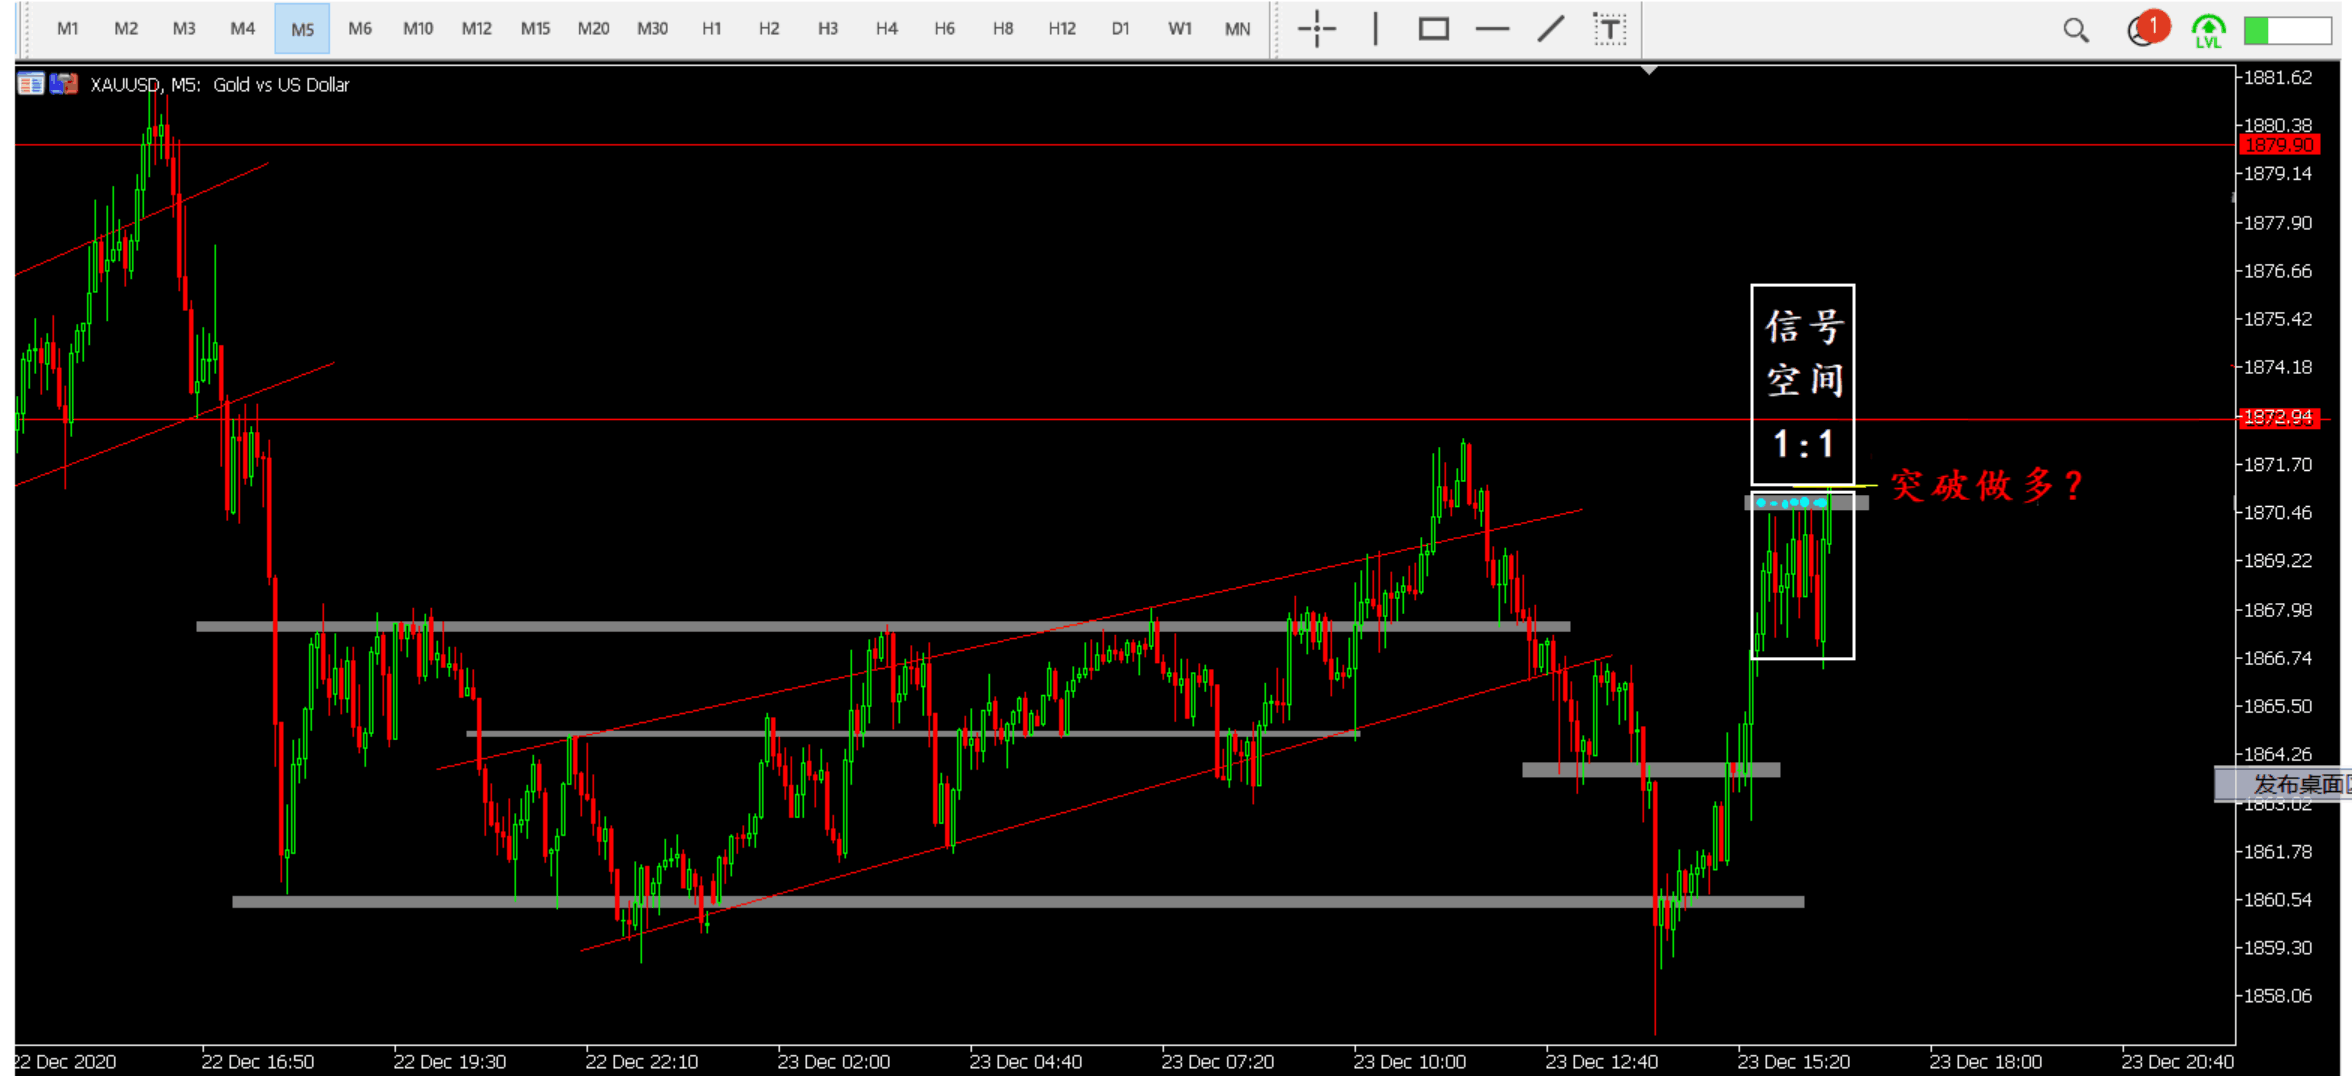 M1 M2 M3 M4 M5 M6 M10 M12 M15 M20 M30 H1 H2 H3 H4 H6 H8 H12 D1 W1 MN T 1 LVL
XAUUSD, M5: Gold vs US Dollar
1881.62
1880.38
1879.90
1879.14
1877.90
1876.66
1875.42
1874.18
1872.94
1871.70
1870.46
1869.22
1867.98
1866.74
1865.50
1864.26
1863.02
1861.78
1860.54
1859.30
1858.06
信号
空间
1:1
突破做多?
发布桌面
22 Dec 2020
22 Dec 16:50
22 Dec 19:30
22 Dec 22:10
23 Dec 02:00
23 Dec 04:40
23 Dec 07:20
23 Dec 10:00
23 Dec 12:40
23 Dec 15:20
23 Dec 18:00
23 Dec 20:40